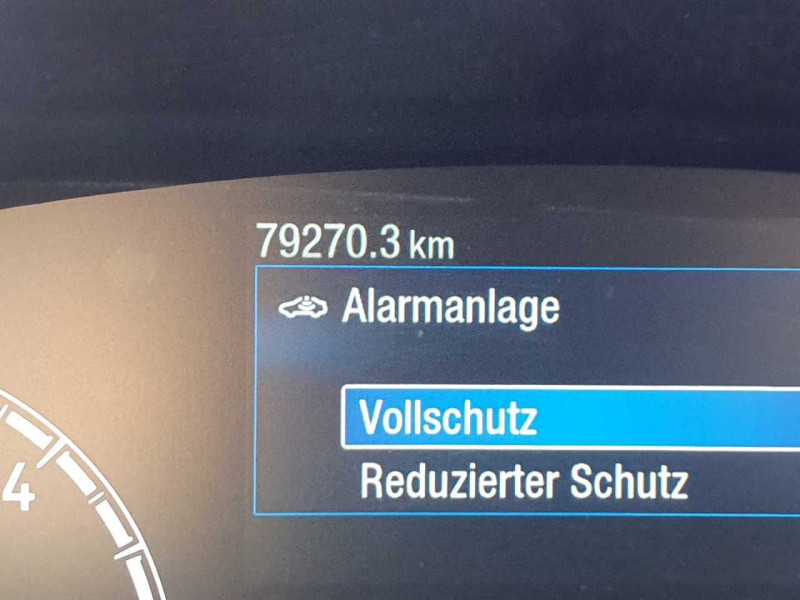 79270.3 km
Alarmanlage
Vollschutz
Reduzierter Schutz
4